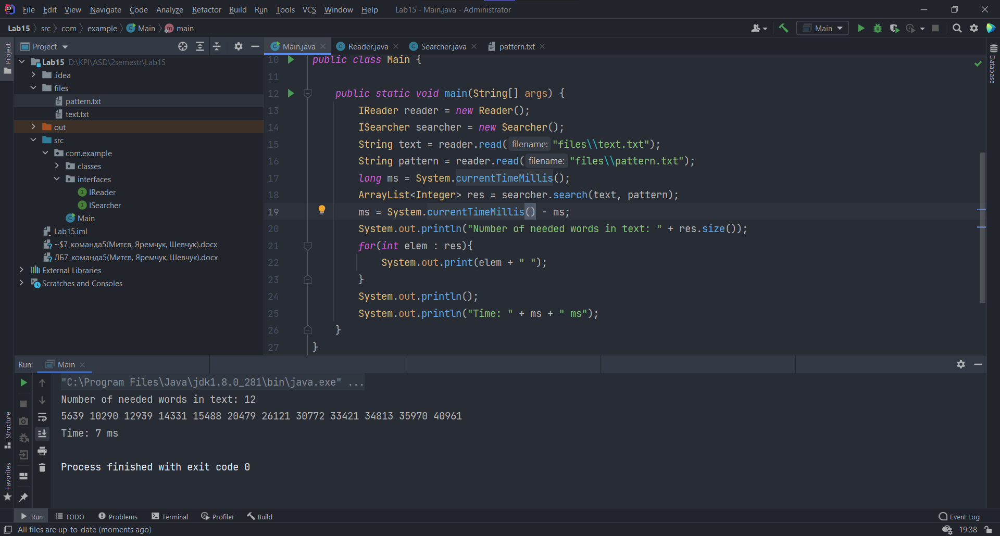 File Edit View Navigate Code Analyze Refactor Build Run Tools VCS Window Help Lab15 - Main.java - Administrator
Lab15 src com example Main main Main
Project Main.java Reader.java Searcher.java pattern.txt
Project
Lab15 D:\KPI\ASD\2semestr\Lab15
.idea
files
pattern.txt
text.txt
out
src
com.example
classes
interfaces
IReader
ISearcher
Main
Lab15.iml
~$7_команда5(Митєв, Яремчук, Шевчук).docx
ЛБ7_команда5(Митєв, Яремчук, Шевчук).docx
External Libraries
Scratches and Consoles
10 public class Main {
11
12 public static void main(String[] args) {
13 IReader reader = new Reader();
14 ISearcher searcher = new Searcher();
15 String text = reader.read( filename: "files\\text.txt");
16 String pattern = reader.read( filename: "files\\pattern.txt");
17 long ms = System.currentTimeMillis();
18 ArrayList<Integer> res = searcher.search(text, pattern);
19 ms = System.currentTimeMillis() - ms;
20 System.out.println("Number of needed words in text: " + res.size());
21 for(int elem : res){
22 System.out.print(elem + " ");
23 }
24 System.out.println();
25 System.out.println("Time: " + ms + " ms");
26 }
27 }
Database
Run: Main
"C:\Program Files\Java\jdk1.8.0_281\bin\java.exe" ...
Number of needed words in text: 12
5639 10290 12939 14331 15488 20479 26121 30772 33421 34813 35970 40961
Time: 7 ms
Process finished with exit code 0
Structure
Favorites
Run TODO Problems Terminal Profiler Build Event Log
All files are up-to-date (moments ago) 19:38